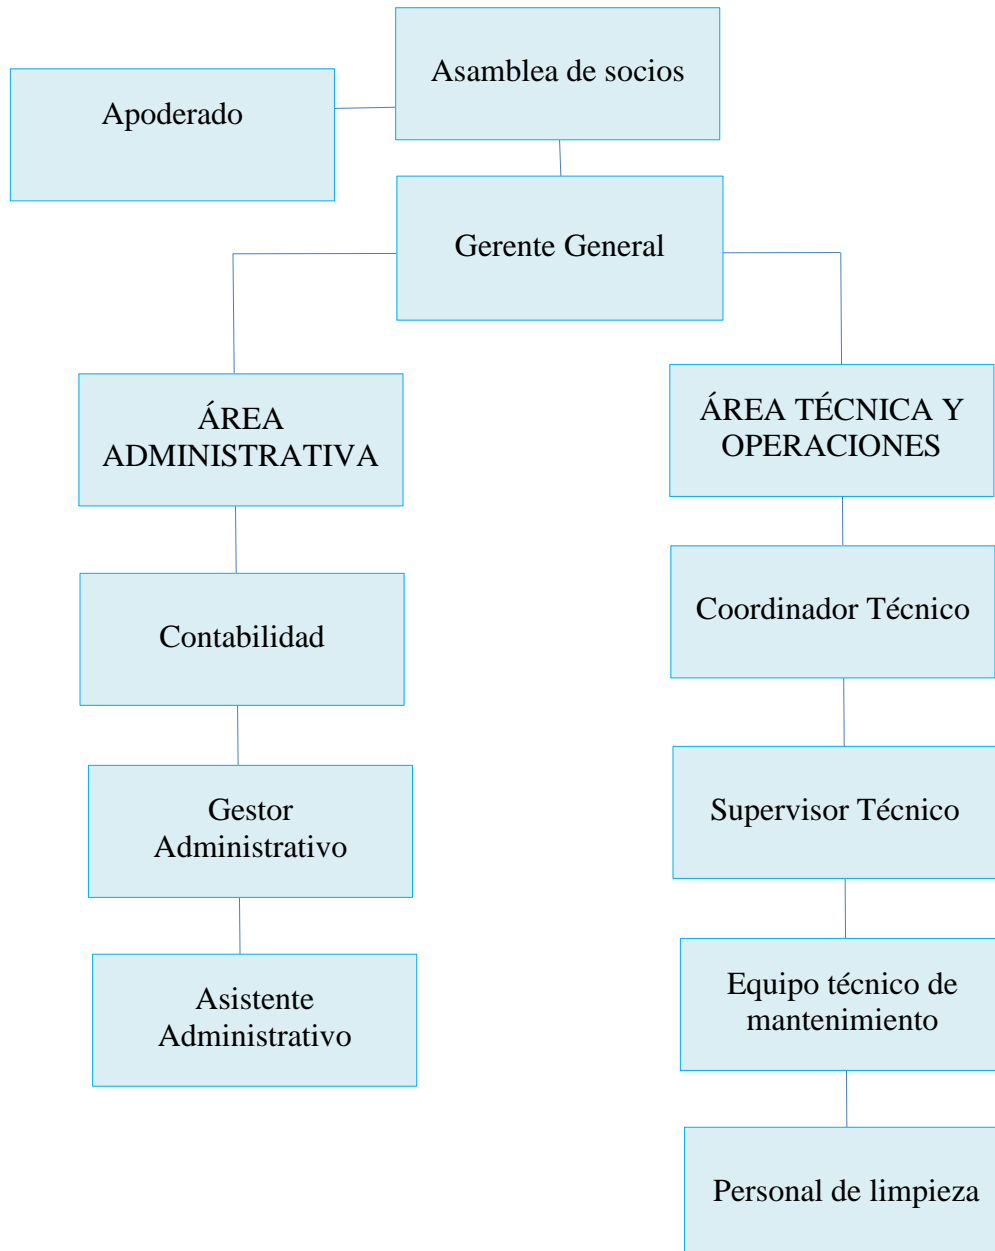 Asamblea de socios
Apoderado
Gerente General
ÁREA
ADMINISTRATIVA
ÁREA TÉCNICA Y
OPERACIONES
Contabilidad
Coordinador Técnico
Gestor
Administrativo
Supervisor Técnico
Asistente
Administrativo
Equipo técnico de
mantenimiento
Personal de limpieza